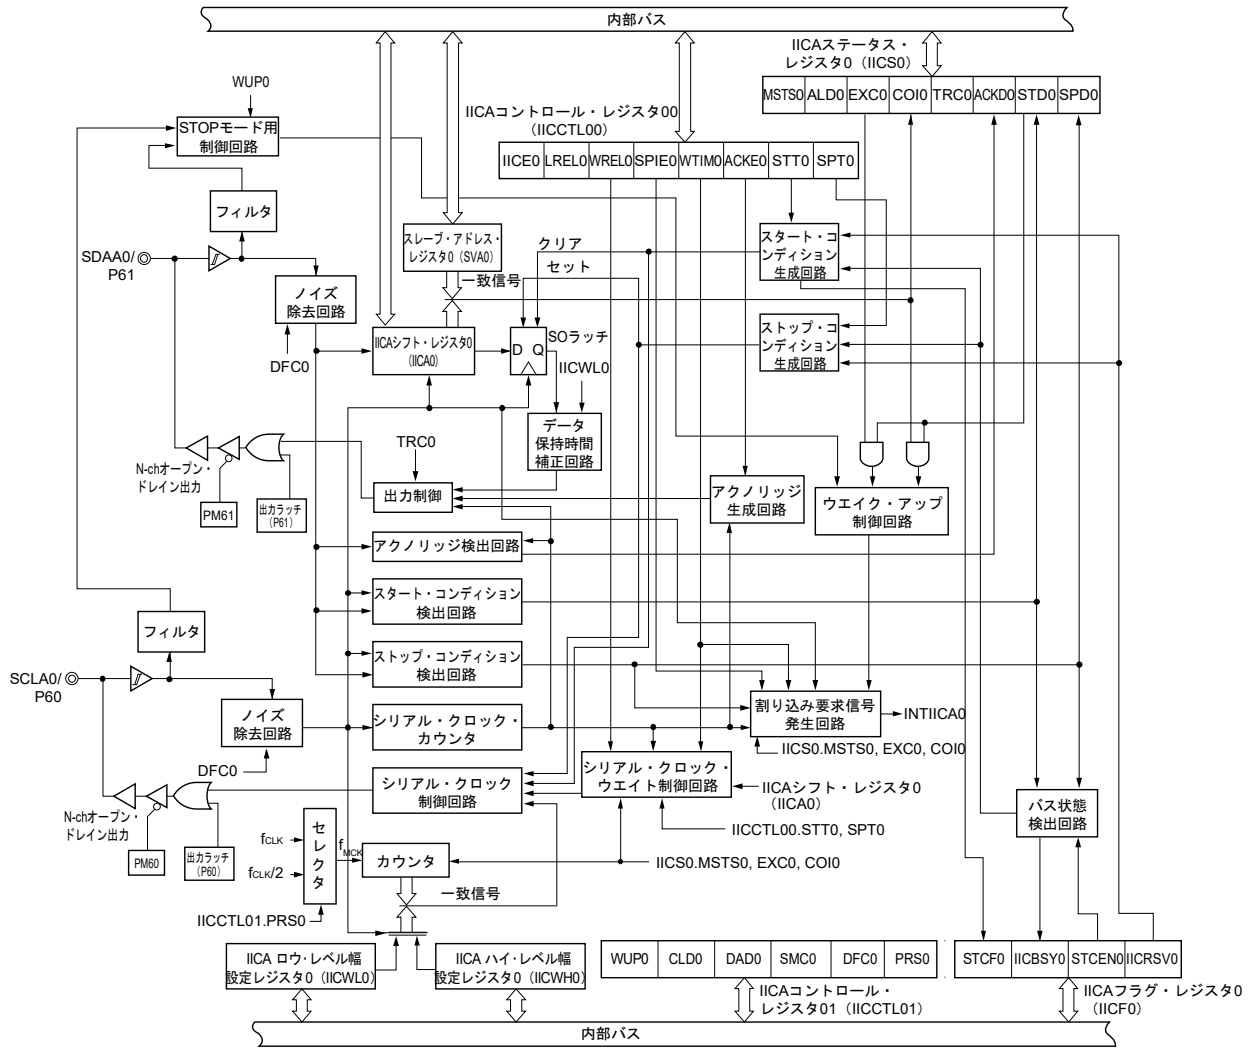 内部バス
IICAステータス・
レジスタ0（IICS0）
MSTS0 ALD0 EXC0 COI0 TRC0 ACKD0 STD0 SPD0
WUP0
STOPモード用
制御回路
IICAコントロール・レジスタ00
（IICCTL00）
IICE0 LREL0 WREL0 SPIE0 WTIM0 ACKE0 STT0 SPT0
フィルタ
SDAA0/
P61
スレーブ・アドレス・
レジスタ0（SVA0）
クリア
セット
スタート・コ
ンディション
生成回路
一致信号
ノイズ
除去回路
DFC0
IICAシフト・レジスタ0
（IICA0）
D Q
SOラッチ
IICWL0
ストップ・コ
ンディション
生成回路
データ
保持時間
補正回路
TRC0
N-chオープン・
ドレイン出力
PM61
出力ラッチ
（P61）
出力制御
アクノリッジ
生成回路
ウエイク・アップ
制御回路
アクノリッジ検出回路
スタート・コンディション
検出回路
フィルタ
ストップ・コンディション
検出回路
SCLA0/
P60
ノイズ
除去回路
DFC0
シリアル・クロック・
カウンタ
割り込み要求信号
発生回路
INTIICA0
IICS0.MSTS0, EXC0, COI0
シリアル・クロック
制御回路
シリアル・クロック・
ウエイト制御回路
IICAシフト・レジスタ0
（IICA0）
IICCTL00.STT0, SPT0
バス状態
検出回路
N-chオープン・
ドレイン出力
PM60
出力ラッチ
（P60）
fCLK
fCLK/2
セレクタ
fMCK
カウンタ
IICS0.MSTS0, EXC0, COI0
一致信号
IICCTL01.PRS0
IICA ロウ・レベル幅
設定レジスタ0（IICWL0）
IICA ハイ・レベル幅
設定レジスタ0（IICWH0）
WUP0 CLD0 DAD0 SMC0 DFC0 PRS0
STCF0 IICBSY0 STCEN0 IICRSV0
IICAコントロール・
レジスタ01（IICCTL01）
IICAフラグ・レジスタ0
（IICF0）
内部バス